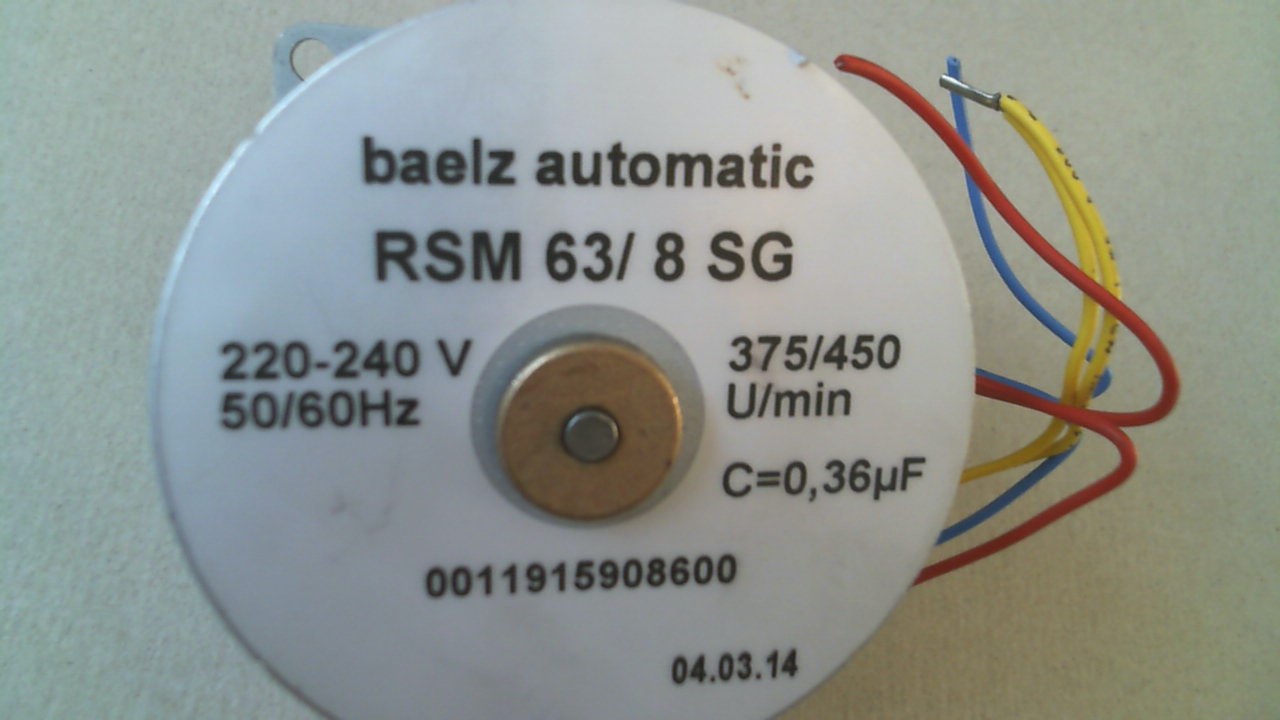 baelz automatic
RSM 63/ 8 SG
220-240 V
50/60Hz
375/450
U/min
C=0,36µF
0011915908600
04.03.14